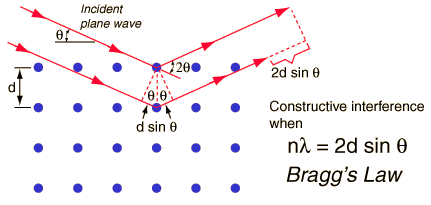 Incident
plane wave
θ
2θ
d
θ θ
d sin θ
2d sin θ
Constructive interference
when
nλ = 2d sin θ
Bragg's Law